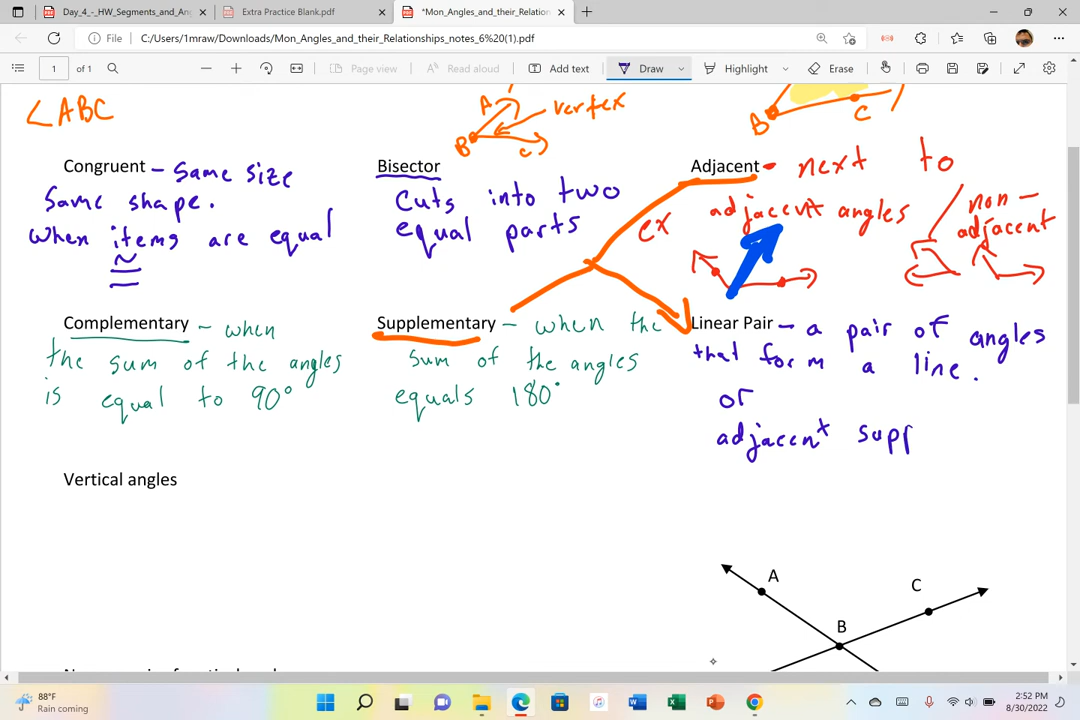 Day_4_-_HW_Segments_and_An
Extra Practice Blank.pdf
*Mon_Angles_and_their_Relation
File
C:/Users/1mraw/Downloads/Mon_Angles_and_their_Relationships_notes_6%20(1).pdf
1 of 1
Page view
Read aloud
Add text
Draw
Highlight
Erase
∠ABC
A
B
C
vertex
B
C
Congruent – Same size
Same shape.
when items are equal
≅
Bisector
Cuts into two
equal parts
Adjacent - next to
ex adjacent angles
non-
adjacent
Complementary – when
the sum of the angles
is equal to 90°
Supplementary – when the
sum of the angles
equals 180°
Linear Pair – a pair of angles
that form a line.
or
adjacent supp
Vertical angles
A
C
B
88°F
Rain coming
2:52 PM
8/30/2022